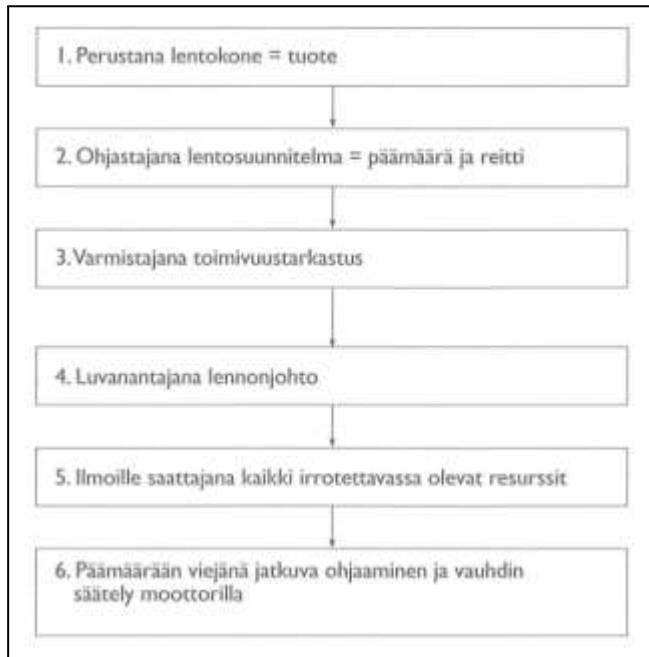 1. Perustana lentokone = tuote
2. Ohjastajana lentosuunnitelma = päämäärä ja reitti
3. Varmistajana toimivuustarkastus
4. Luvanantajana lennonjohto
5. Ilmoille saattajana kaikki irrotettavassa olevat resurssit
6. Päämäärään viejänä jatkuva ohjaaminen ja vauhdin
säätely moottorilla